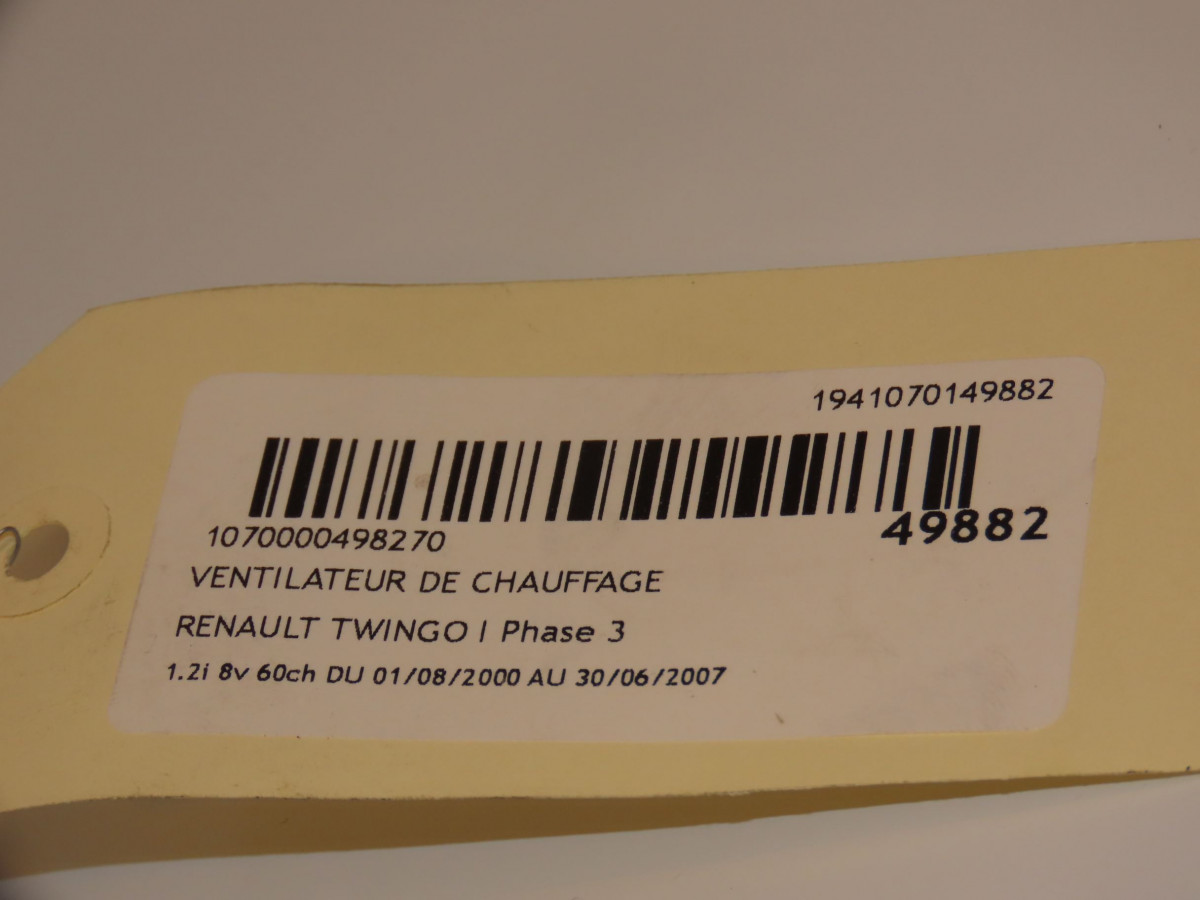 1941070149882
1070000498270
49882
VENTILATEUR DE CHAUFFAGE
RENAULT TWINGO I Phase 3
1.2i 8v 60ch DU 01/08/2000 AU 30/06/2007